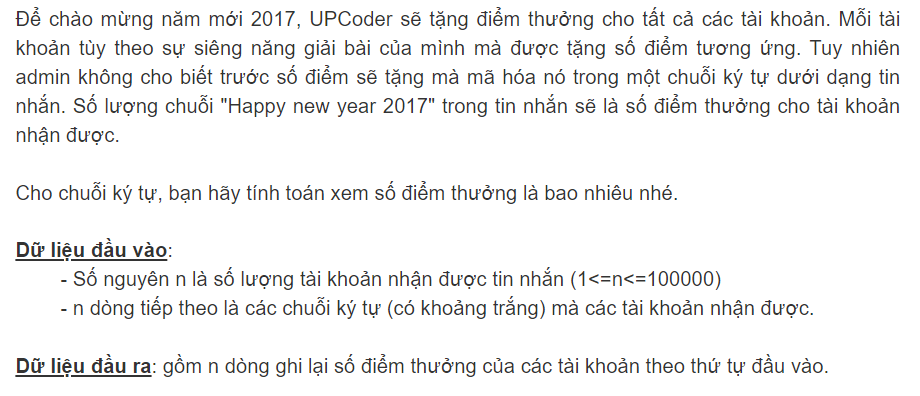 Để chào mừng năm mới 2017, UPCoder sẽ tặng điểm thưởng cho tất cả các tài khoản. Mỗi tài
khoản tùy theo sự siêng năng giải bài của mình mà được tặng số điểm tương ứng. Tuy nhiên
admin không cho biết trước số điểm sẽ tặng mà mã hóa nó trong một chuỗi ký tự dưới dạng tin
nhắn. Số lượng chuỗi "Happy new year 2017" trong tin nhắn sẽ là số điểm thưởng cho tài khoản
nhận được.
Cho chuỗi ký tự, bạn hãy tính toán xem số điểm thưởng là bao nhiêu nhé.
Dữ liệu đầu vào:
- Số nguyên n là số lượng tài khoản nhận được tin nhắn (1<=n<=100000)
- n dòng tiếp theo là các chuỗi ký tự (có khoảng trắng) mà các tài khoản nhận được.
Dữ liệu đầu ra: gồm n dòng ghi lại số điểm thưởng của các tài khoản theo thứ tự đầu vào.